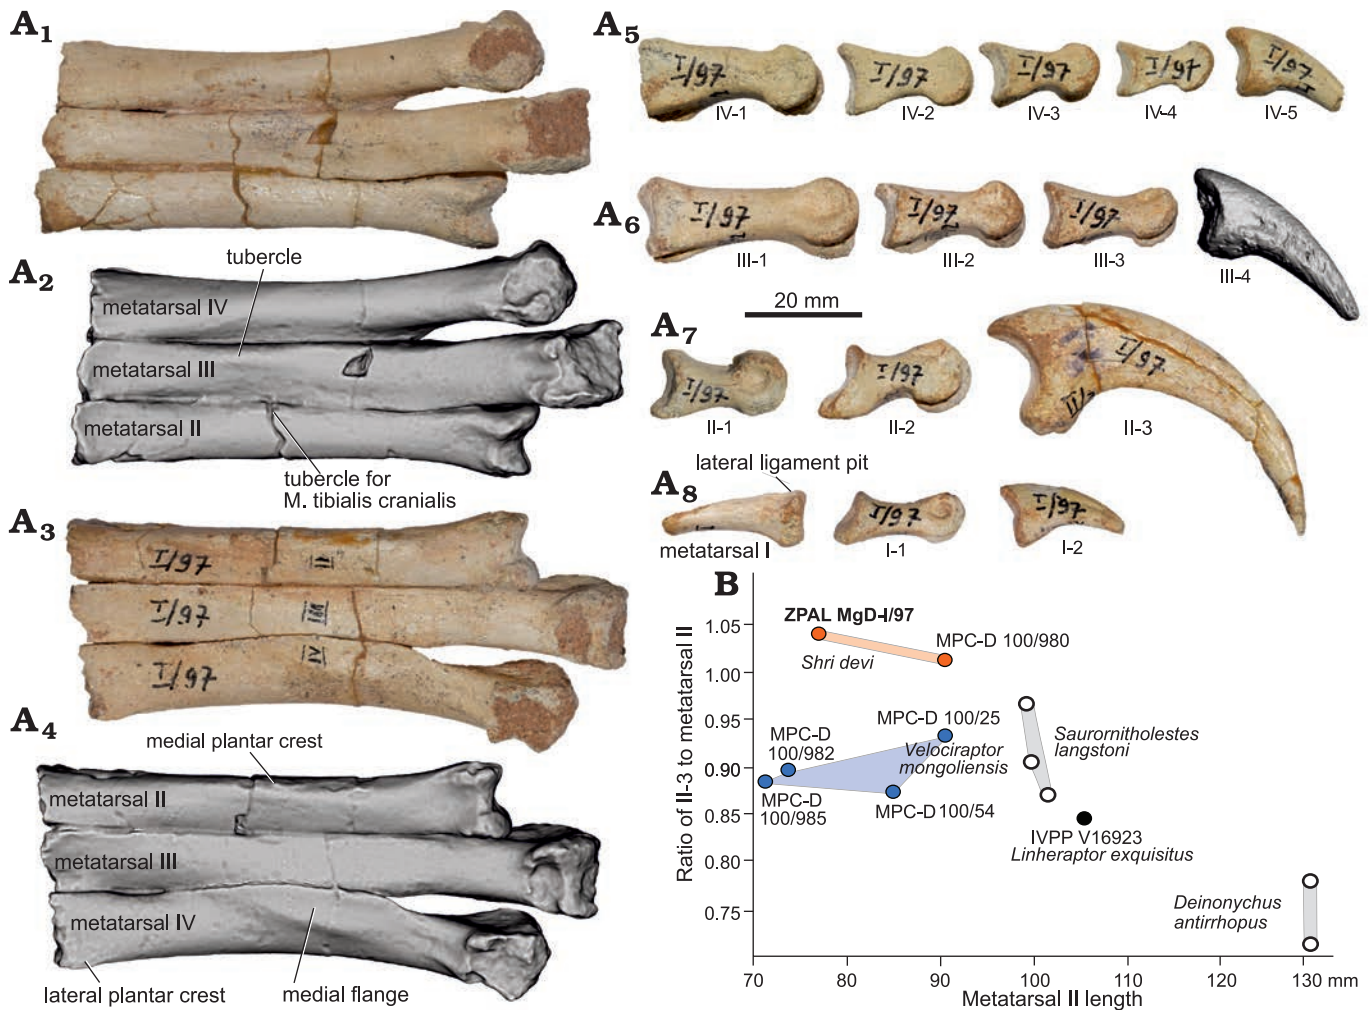 A1
A2
tubercle
metatarsal IV
metatarsal III
metatarsal II
tubercle for
M. tibialis cranialis
A3
I/97
II
I/97
III
I/97
IV
A4
medial plantar crest
metatarsal II
metatarsal III
metatarsal IV
lateral plantar crest
medial flange
A5
I/97
I/97
I/97
I/97
I/97
IV-1
IV-2
IV-3
IV-4
IV-5
A6
I/97
I/97
I/97
III-1
III-2
III-3
III-4
20 mm
A7
I/97
I/97
I/97
II-1
II-2
II-3
lateral ligament pit
A8
I/97
I/97
metatarsal I
I-1
I-2
B
Ratio of II-3 to metatarsal II
1.05
1.00
0.95
0.90
0.85
0.80
0.75
ZPAL MgD-I/97
MPC-D 100/980
Shri devi
MPC-D 100/25
MPC-D
100/982
Velociraptor
mongoliensis
MPC-D
100/985
MPC-D 100/54
Saurornitholestes
langstoni
IVPP V16923
Linheraptor exquisitus
Deinonychus
antirrhopus
70
80
90
100
110
120
130 mm
Metatarsal II length